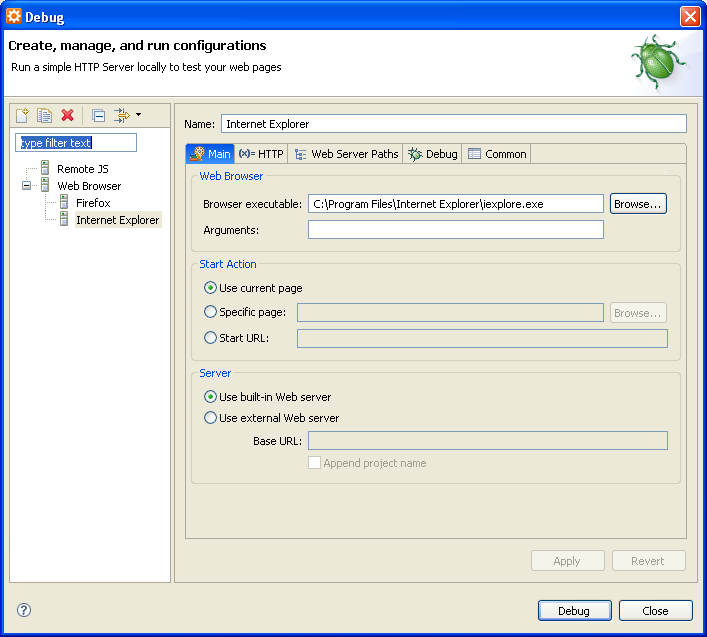 Debug
Create, manage, and run configurations
Run a simple HTTP Server locally to test your web pages
type filter text
Remote JS
Web Browser
Firefox
Internet Explorer
Name: Internet Explorer
Main (x)= HTTP Web Server Paths Debug Common
Web Browser
Browser executable: C:\Program Files\Internet Explorer\iexplore.exe Browse...
Arguments:
Start Action
Use current page
Specific page: Browse...
Start URL:
Server
Use built-in Web server
Use external Web server
Base URL:
Append project name
Apply Revert
? Debug Close